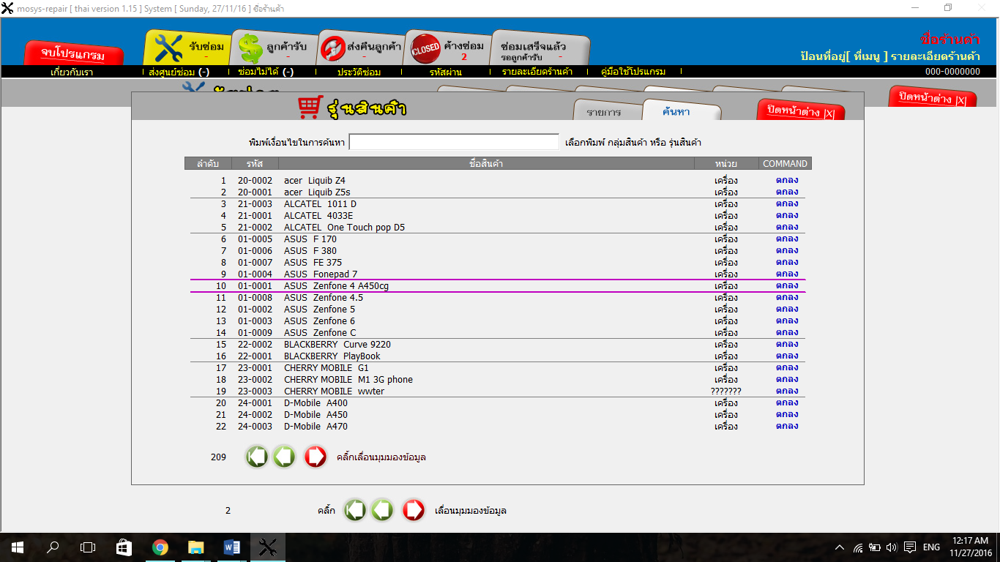 mosys-repair [ thai version 1.15 ] System [ Sunday, 27/11/16 ] ชื่อร้านค้า
จบโปรแกรม
รับซ่อม -
ลูกค้ารับ -
ส่งคืนลูกค้า -
CLOSED ค้างซ่อม 2
ซ่อมเสร็จแล้ว
รอลูกค้ารับ -
ชื่อร้านค้า
ป้อนที่อยู่[ ที่เมนู ] รายละเอียดร้านค้า
เกี่ยวกับเรา ส่งศูนย์ซ่อม (-) ซ่อมไม่ได้ (-) ประวัติซ่อม รหัสผ่าน รายละเอียดร้านค้า คู่มือใช้โปรแกรม 000-0000000
ปิดหน้าต่าง |X|
รุ่นสินค้า รายการ ค้นหา ปิดหน้าต่าง |X|
พิมพ์เงื่อนไขในการค้นหา เลือกพิมพ์ กลุ่มสินค้า หรือ รุ่นสินค้า
ลำดับ รหัส ชื่อสินค้า หน่วย COMMAND
1 20-0002 acer Liquib Z4 เครื่อง ตกลง
2 20-0001 acer Liquib Z5s เครื่อง ตกลง
3 21-0003 ALCATEL 1011 D เครื่อง ตกลง
4 21-0001 ALCATEL 4033E เครื่อง ตกลง
5 21-0002 ALCATEL One Touch pop D5 เครื่อง ตกลง
6 01-0005 ASUS F 170 เครื่อง ตกลง
7 01-0006 ASUS F 380 เครื่อง ตกลง
8 01-0007 ASUS FE 375 เครื่อง ตกลง
9 01-0004 ASUS Fonepad 7 เครื่อง ตกลง
10 01-0001 ASUS Zenfone 4 A450cg เครื่อง ตกลง
11 01-0008 ASUS Zenfone 4.5 เครื่อง ตกลง
12 01-0002 ASUS Zenfone 5 เครื่อง ตกลง
13 01-0003 ASUS Zenfone 6 เครื่อง ตกลง
14 01-0009 ASUS Zenfone C เครื่อง ตกลง
15 22-0002 BLACKBERRY Curve 9220 เครื่อง ตกลง
16 22-0001 BLACKBERRY PlayBook เครื่อง ตกลง
17 23-0001 CHERRY MOBILE G1 เครื่อง ตกลง
18 23-0002 CHERRY MOBILE M1 3G phone เครื่อง ตกลง
19 23-0003 CHERRY MOBILE wwter ??????? ตกลง
20 24-0001 D-Mobile A400 เครื่อง ตกลง
21 24-0002 D-Mobile A450 เครื่อง ตกลง
22 24-0003 D-Mobile A470 เครื่อง ตกลง
209 คลิ๊กเลื่อนมุมมองข้อมูล
2 คลิ๊ก เลื่อนมุมมองข้อมูล
ENG 12:17 AM
11/27/2016